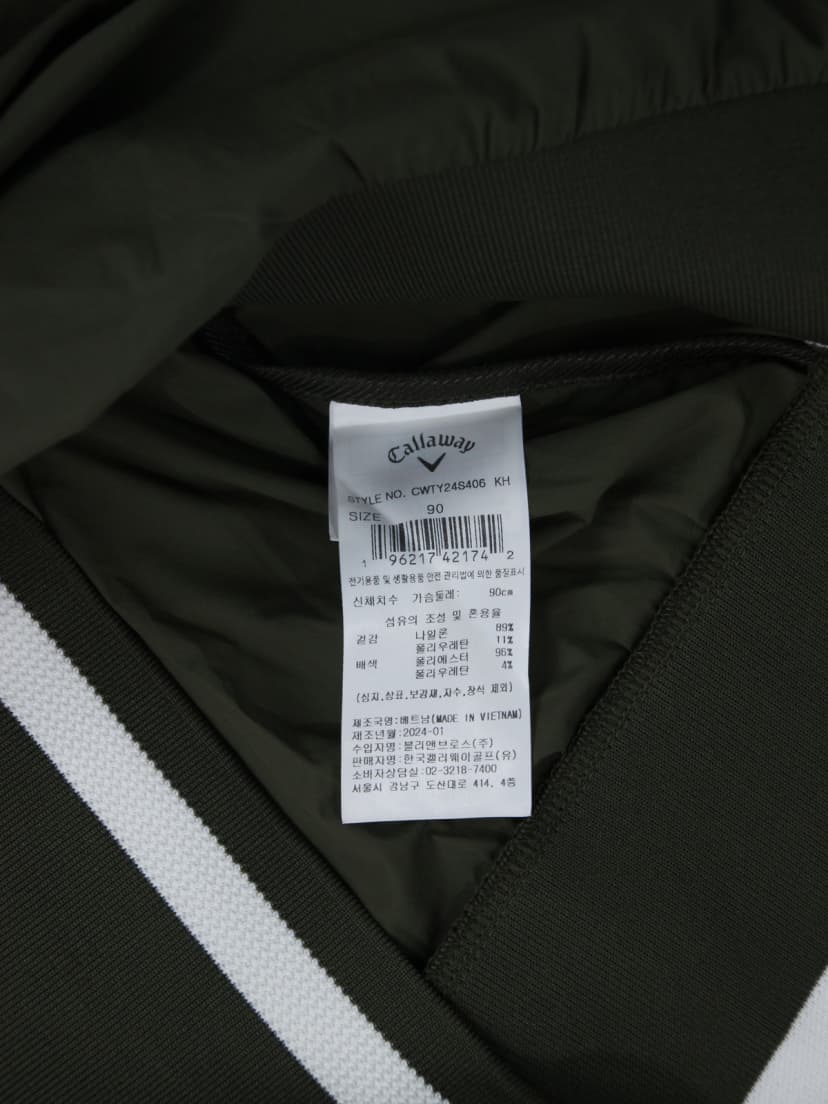 Callaway
STYLE NO. CWTY24S406 KH
SIZE 90
1 96217 42174 2
전기용품 및 생활용품 안전 관리법에 의한 품질표시
신체치수 가슴둘레: 90cm
섬유의 조성 및 혼용율
겉감 나일론 89%
폴리우레탄 11%
배색 폴리에스터 96%
폴리우레탄 4%
(심지,상표,보강재,자수,장식 제외)
제조국명:베트남(MADE IN VIETNAM)
제조년월:2024-01
수입자명:블리앤브로스(주)
판매자명:한국캘러웨이골프(유)
소비자상담실:02-3218-7400
서울시 강남구 도산대로 414, 4층